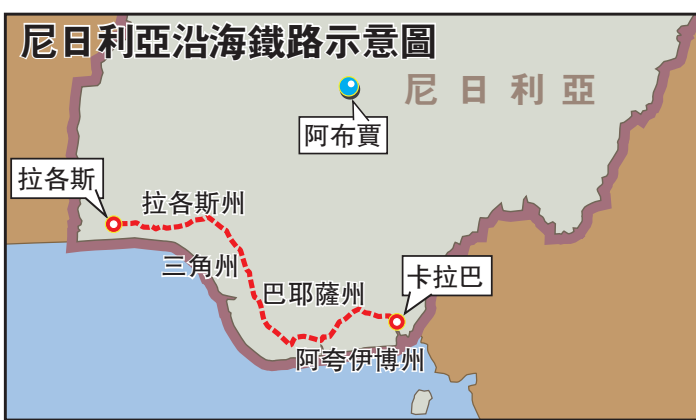 尼日利亞沿海鐵路示意圖
尼日利亞
阿布賈
拉各斯
拉各斯州
三角州
巴耶薩州
卡拉巴
阿夸伊博州